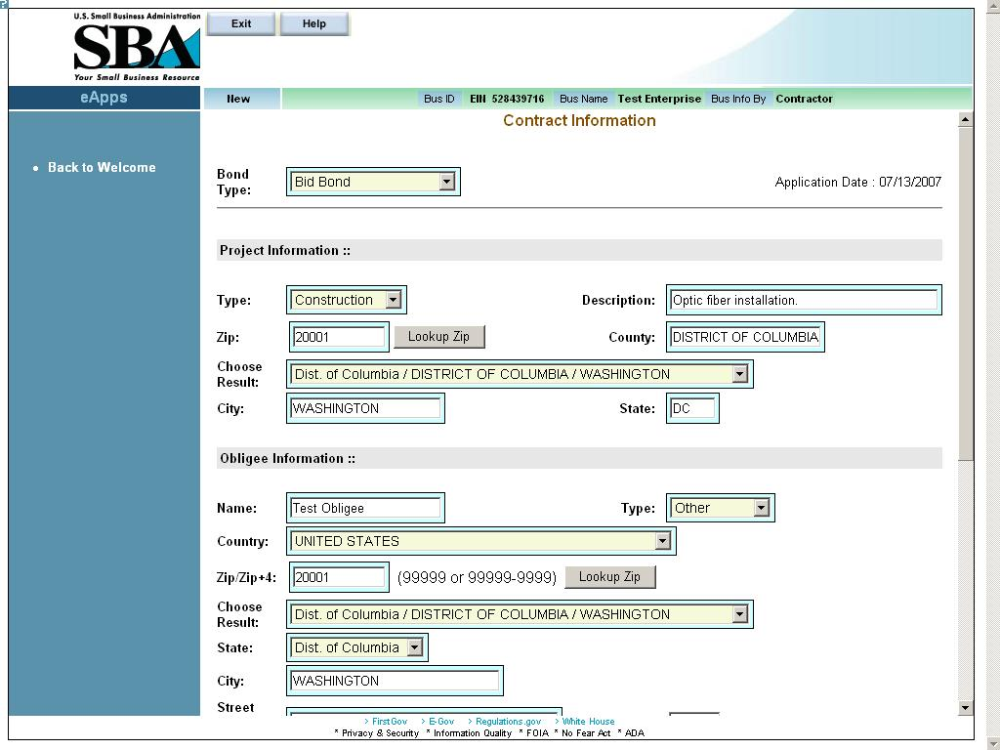 U.S. Small Business Administration
SBA
Your Small Business Resource
Exit Help
eApps
New Bus ID EIN 528439716 Bus Name Test Enterprise Bus Info By Contractor
Contract Information
• Back to Welcome
Bond Type: Bid Bond Application Date : 07/13/2007
Project Information ::
Type: Construction Description: Optic fiber installation.
Zip: 20001 Lookup Zip County: DISTRICT OF COLUMBIA
Choose Result: Dist. of Columbia / DISTRICT OF COLUMBIA / WASHINGTON
City: WASHINGTON State: DC
Obligee Information ::
Name: Test Obligee Type: Other
Country: UNITED STATES
Zip/Zip+4: 20001 (99999 or 99999-9999) Lookup Zip
Choose Result: Dist. of Columbia / DISTRICT OF COLUMBIA / WASHINGTON
State: Dist. of Columbia
City: WASHINGTON
Street
> FirstGov > E-Gov > Regulations.gov > White House
* Privacy & Security * Information Quality * FOIA * No Fear Act * ADA